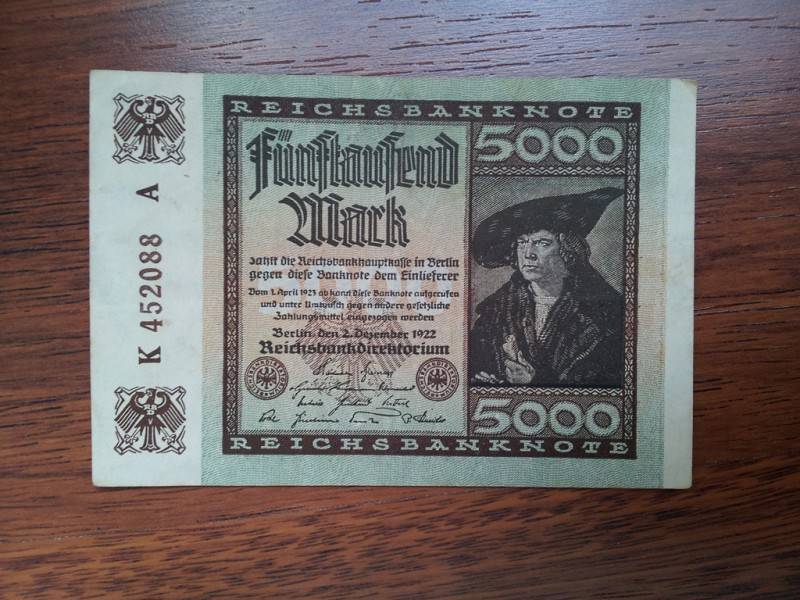 K 452088 A
REICHSBANKNOTE
5000
Fünftausend
Mark
zahlt die Reichsbankhauptkasse in Berlin
gegen diese Banknote dem Einlieferer
Vom 1. April 1923 ab kann diese Banknote aufgerufen
und unter Umtausch gegen andere gesetzliche
Zahlungsmittel eingezogen werden
Berlin, den 2. Dezember 1922
Reichsbankdirektorium
5000
REICHSBANKNOTE